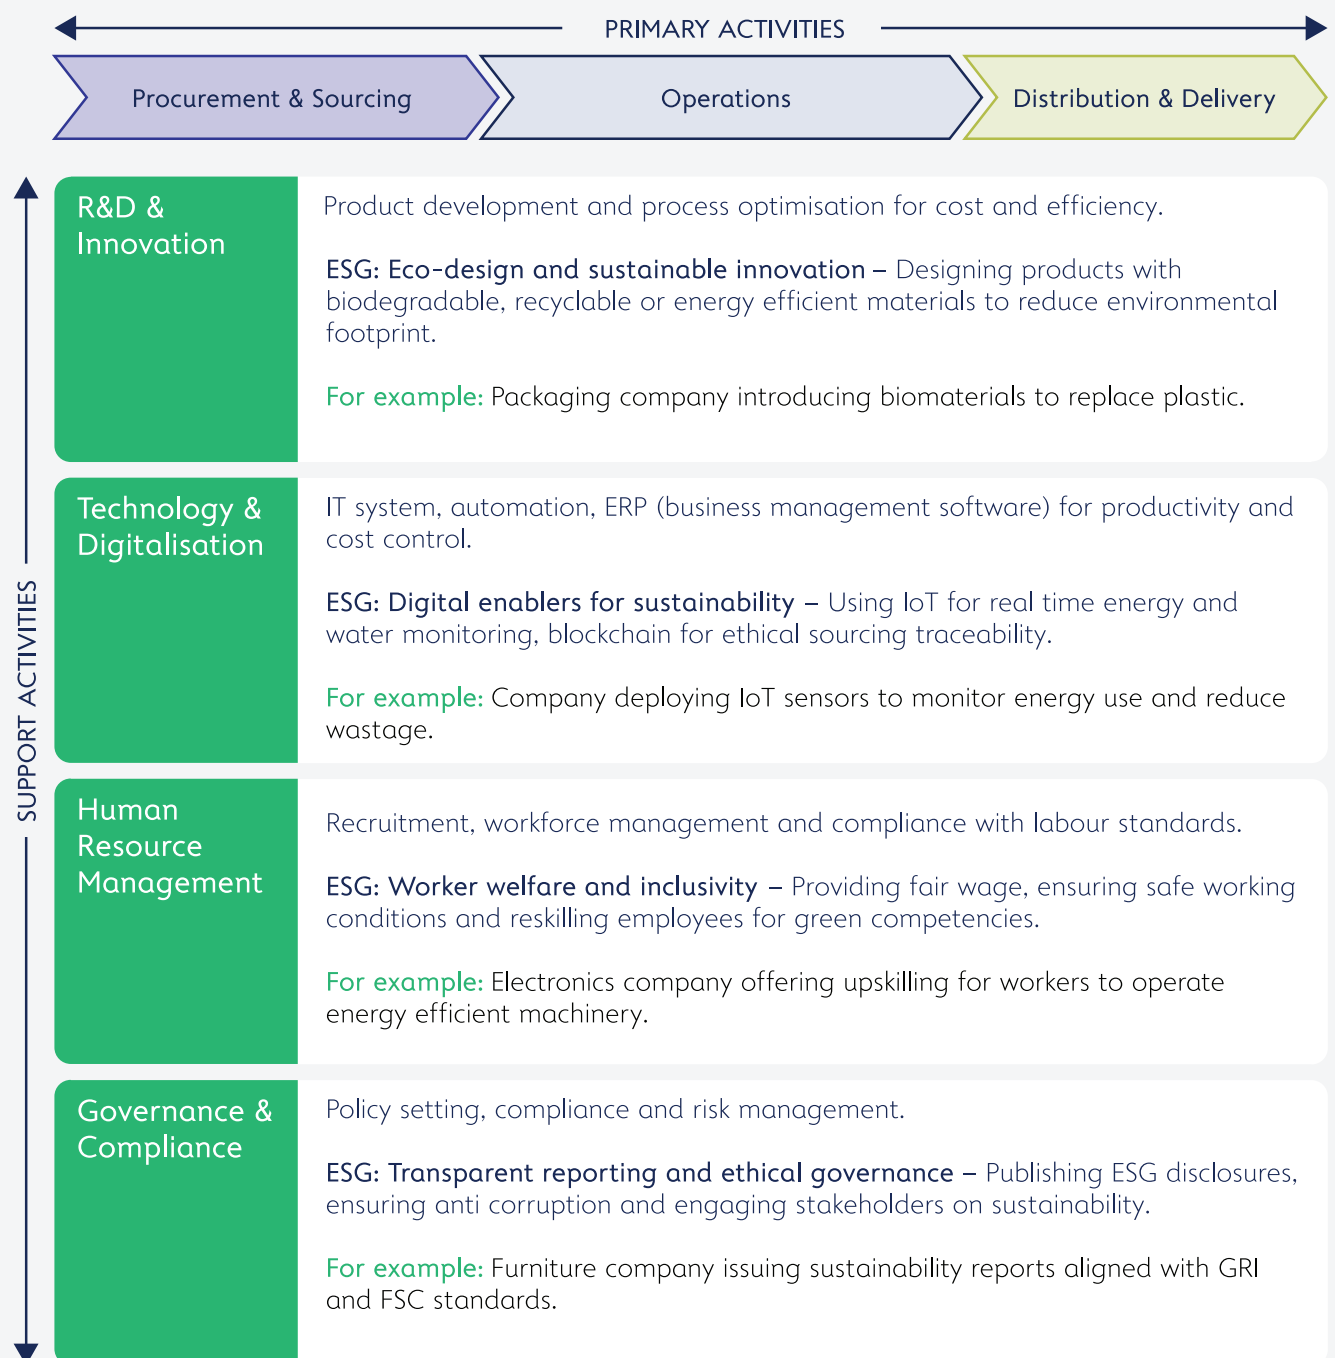 PRIMARY ACTIVITIES
Procurement & Sourcing
Operations
Distribution & Delivery
SUPPORT ACTIVITIES
R&D &
Innovation
Product development and process optimisation for cost and efficiency.
ESG: Eco-design and sustainable innovation – Designing products with
biodegradable, recyclable or energy efficient materials to reduce environmental
footprint.
For example: Packaging company introducing biomaterials to replace plastic.
Technology &
Digitalisation
IT system, automation, ERP (business management software) for productivity and
cost control.
ESG: Digital enablers for sustainability – Using IoT for real time energy and
water monitoring, blockchain for ethical sourcing traceability.
For example: Company deploying IoT sensors to monitor energy use and reduce
wastage.
Human
Resource
Management
Recruitment, workforce management and compliance with labour standards.
ESG: Worker welfare and inclusivity – Providing fair wage, ensuring safe working
conditions and reskilling employees for green competencies.
For example: Electronics company offering upskilling for workers to operate
energy efficient machinery.
Governance &
Compliance
Policy setting, compliance and risk management.
ESG: Transparent reporting and ethical governance – Publishing ESG disclosures,
ensuring anti corruption and engaging stakeholders on sustainability.
For example: Furniture company issuing sustainability reports aligned with GRI
and FSC standards.